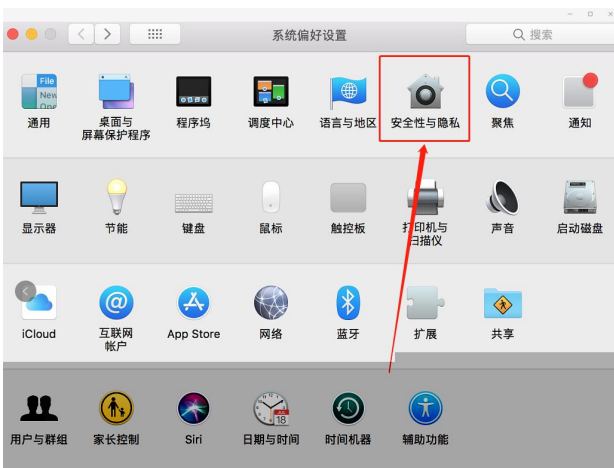 系统偏好设置
搜索
File
New
Ope
通用
桌面与
屏幕保护程序
程序坞
调度中心
语言与地区
安全性与隐私
聚焦
通知
显示器
节能
键盘
鼠标
触控板
打印机与
扫描仪
声音
启动磁盘
iCloud
互联网
帐户
App Store
网络
蓝牙
扩展
共享
用户与群组
家长控制
Siri
JUL
18
日期与时间
时间机器
辅助功能